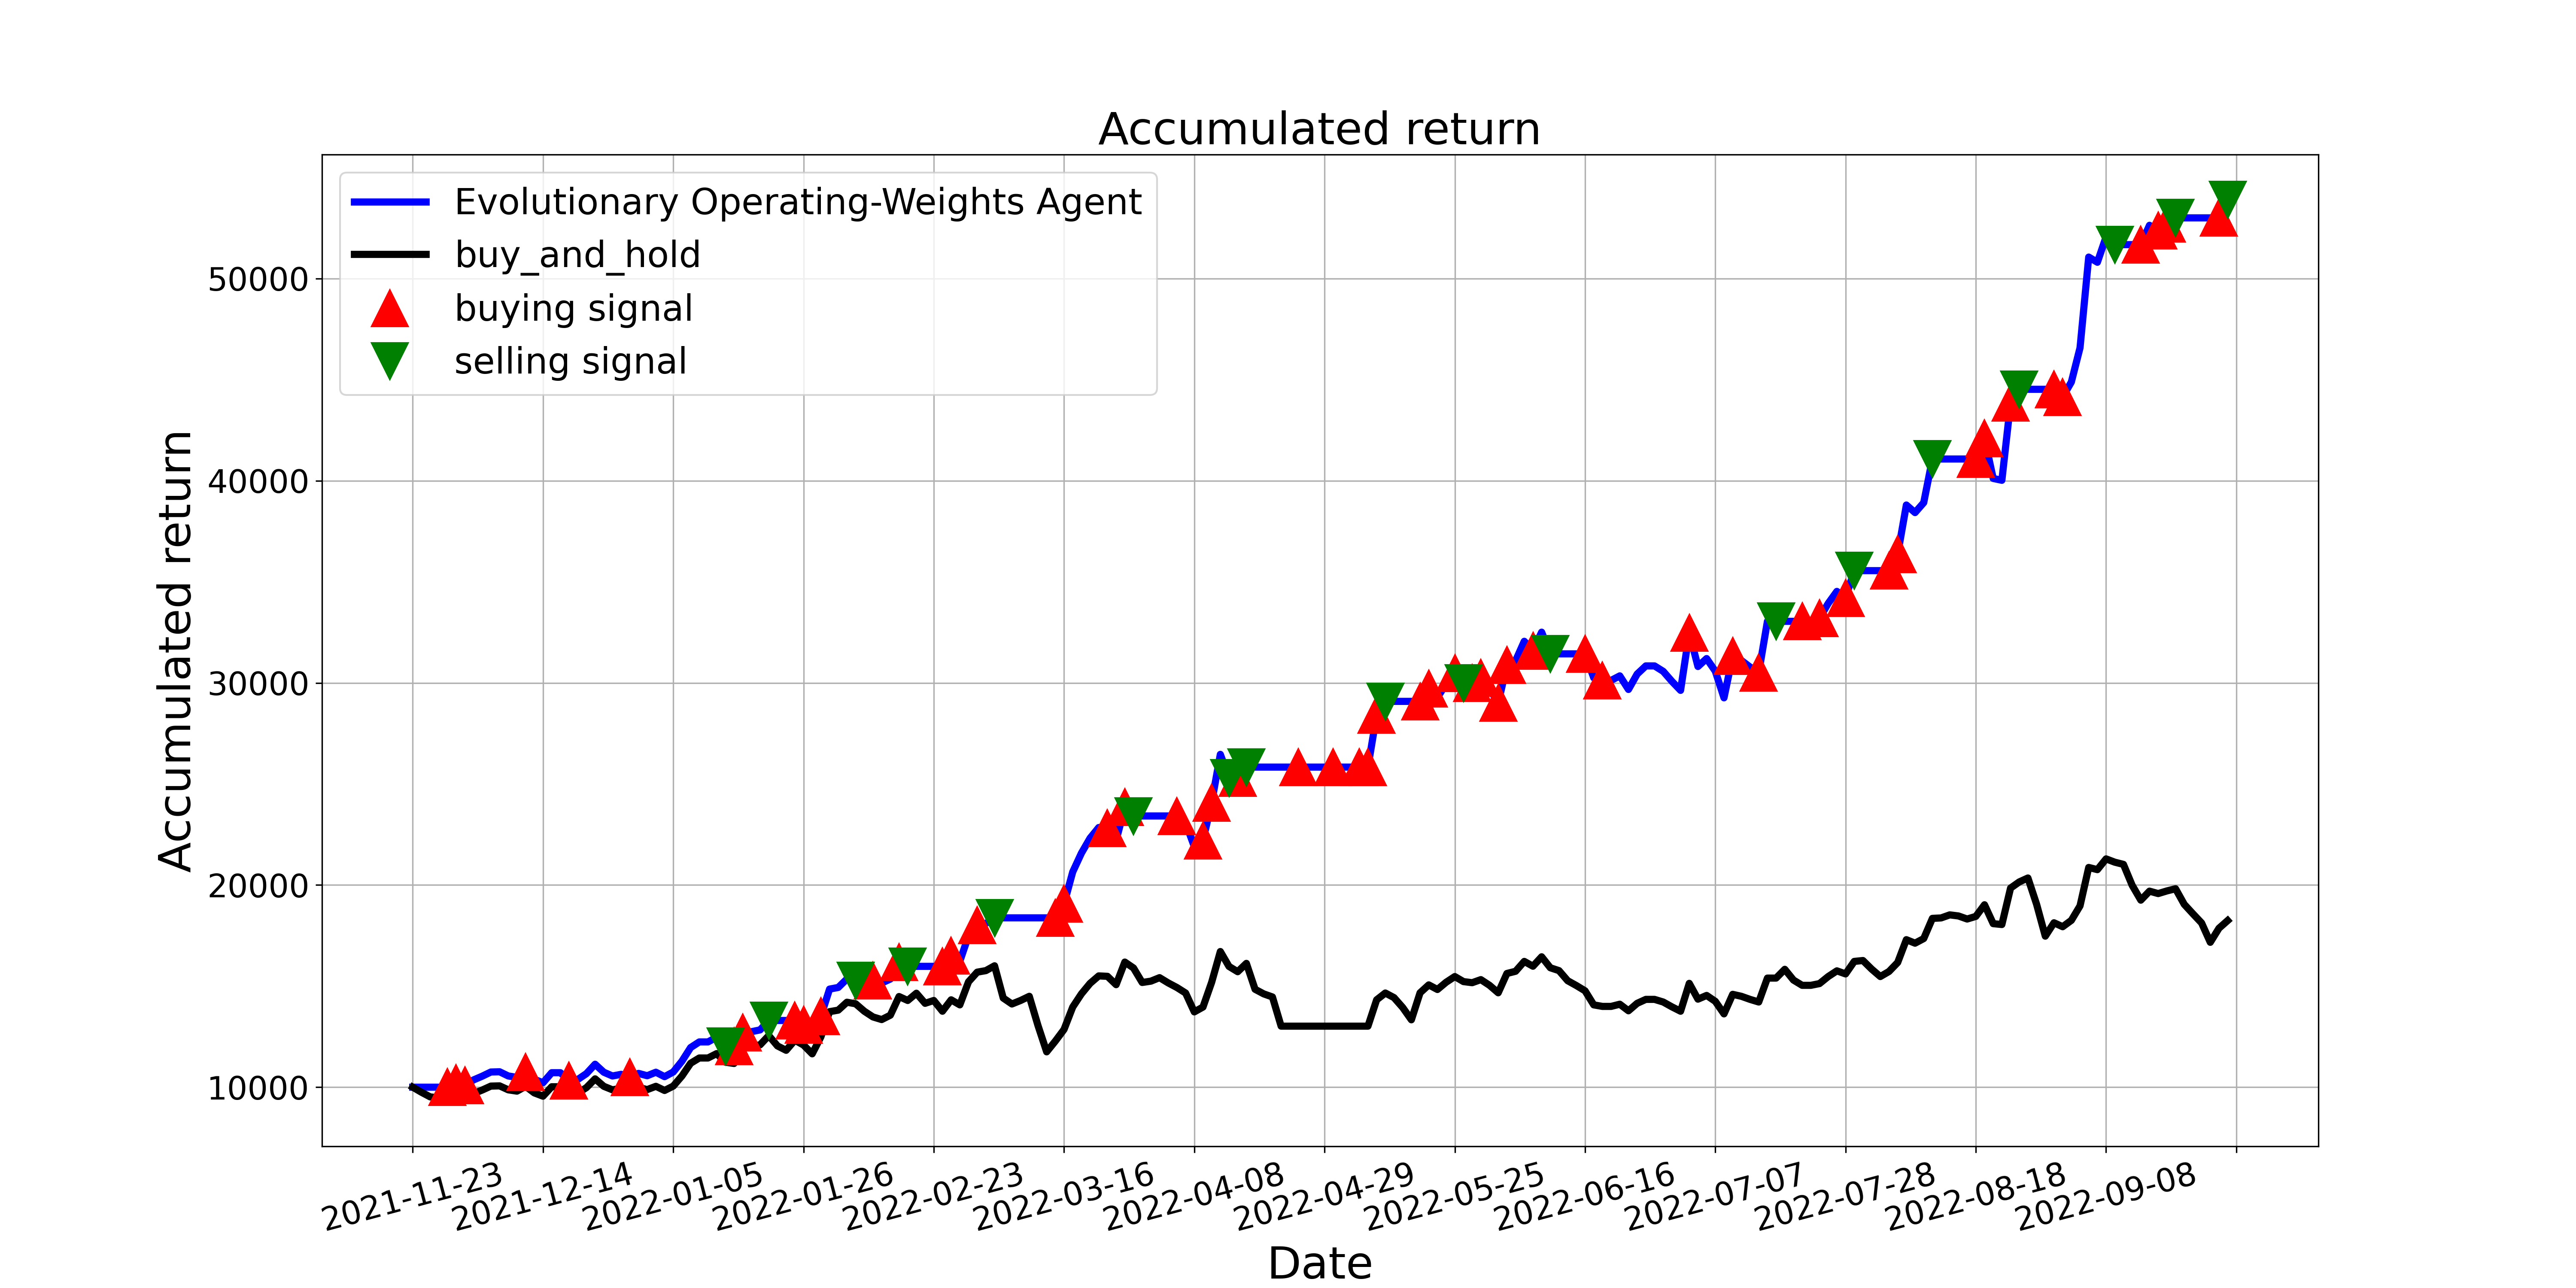 Accumulated return
Evolutionary Operating-Weights Agent
buy_and_hold
buying signal
selling signal
Accumulated return
50000
40000
30000
20000
10000
2021-11-23
2021-12-14
2022-01-05
2022-01-26
2022-02-23
2022-03-16
2022-04-08
2022-04-29
2022-05-25
2022-06-16
2022-07-07
2022-07-28
2022-08-18
2022-09-08
Date